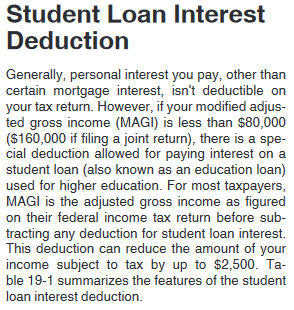 Student Loan Interest
Deduction
Generally, personal interest you pay, other than
certain mortgage interest, isn't deductible on
your tax return. However, if your modified adjus-
ted gross income (MAGI) is less than $80,000
($160,000 if filing a joint return), there is a spe-
cial deduction allowed for paying interest on a
student loan (also known as an education loan)
used for higher education. For most taxpayers,
MAGI is the adjusted gross income as figured
on their federal income tax return before sub-
tracting any deduction for student loan interest.
This deduction can reduce the amount of your
income subject to tax by up to $2,500. Ta-
ble 19-1 summarizes the features of the student
loan interest deduction.